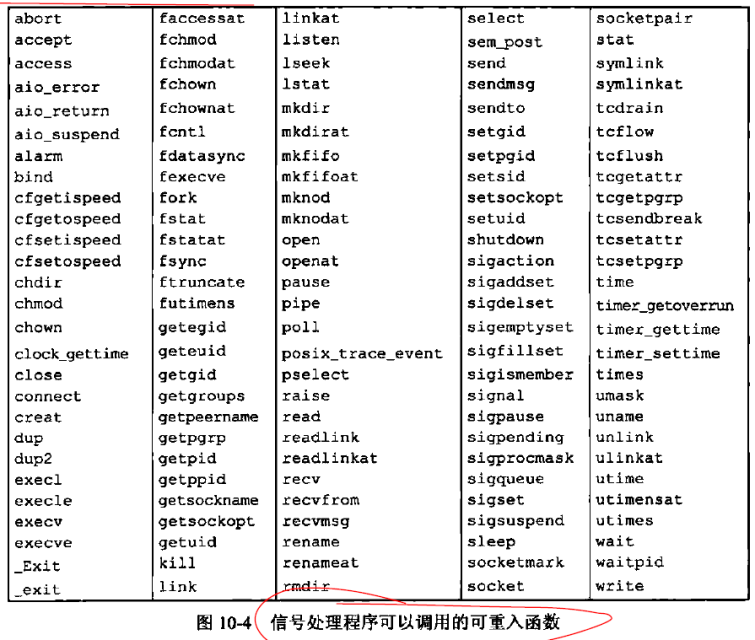 abort faccessat linkat select socketpair
accept fchmod listen sem_post stat
access fchmodat lseek send symlink
aio_error fchown lstat sendmsg symlinkat
aio_return fchownat mkdir sendto tcdrain
aio_suspend fcntl mkdirat setgid tcflow
alarm fdatasync mkfifo setpgid tcflush
bind fexecve mkfifoat setsid tcgetattr
cfgetispeed fork mknod setsockopt tcgetpgrp
cfgetospeed fstat mknodat setuid tcsendbreak
cfsetispeed fstatat open shutdown tcsetattr
cfsetospeed fsync openat sigaction tcsetpgrp
chdir ftruncate pause sigaddset time
chmod futimens pipe sigdelset timer_getoverrun
chown getegid poll sigemptyset timer_gettime
clock_gettime geteuid posix_trace_event sigfillset timer_settime
close getgid pselect sigismember times
connect getgroups raise signal umask
creat getpeername read sigpause uname
dup getpgrp readlink sigpending unlink
dup2 getpid readlinkat sigprocmask ulinkat
execl getppid recv sigqueue utime
execle getsockname recvfrom sigset utimensat
execv getsockopt recvmsg sigsuspend utimes
execve getuid rename sleep wait
_Exit kill renameat socketmark waitpid
_exit link rmdir socket write
图 10-4 信号处理程序可以调用的可重入函数